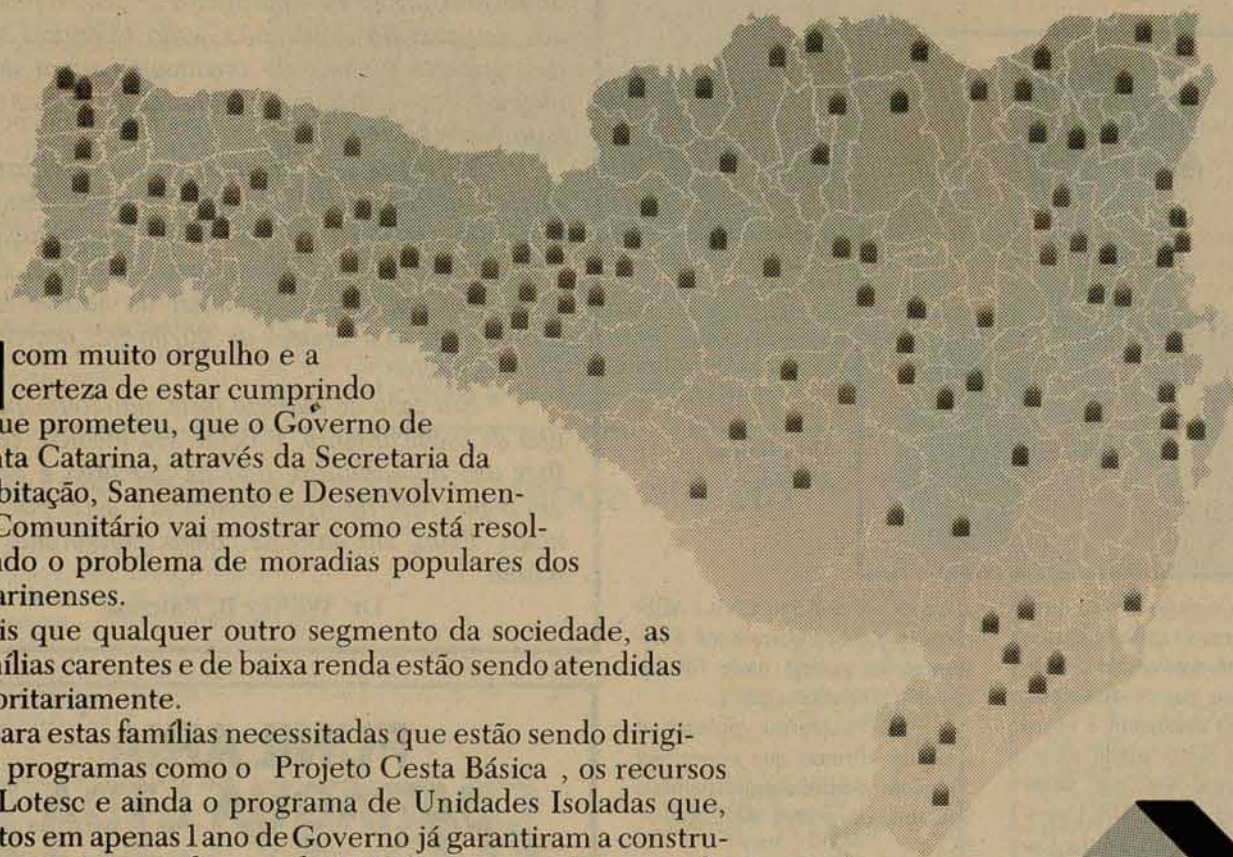 com muito orgulho e a
certeza de estar cumprindo
ue prometeu, que o Governo de
ta Catarina, através da Secretaria da
bitação, Saneamento e Desenvolvimen-
Comunitário vai mostrar como está resol-
ndo o problema de moradias populares dos
arinenses.
is que qualquer outro segmento da sociedade, as
nílias carentes e de baixa renda estão sendo atendidas
oritariamente.
ara estas famílias necessitadas que estão sendo dirigi-
programas como o Projeto Cesta Básica , os recursos
Lotesc e ainda o programa de Unidades Isoladas que,
tos em apenas 1 ano de Governo já garantiram a constru-